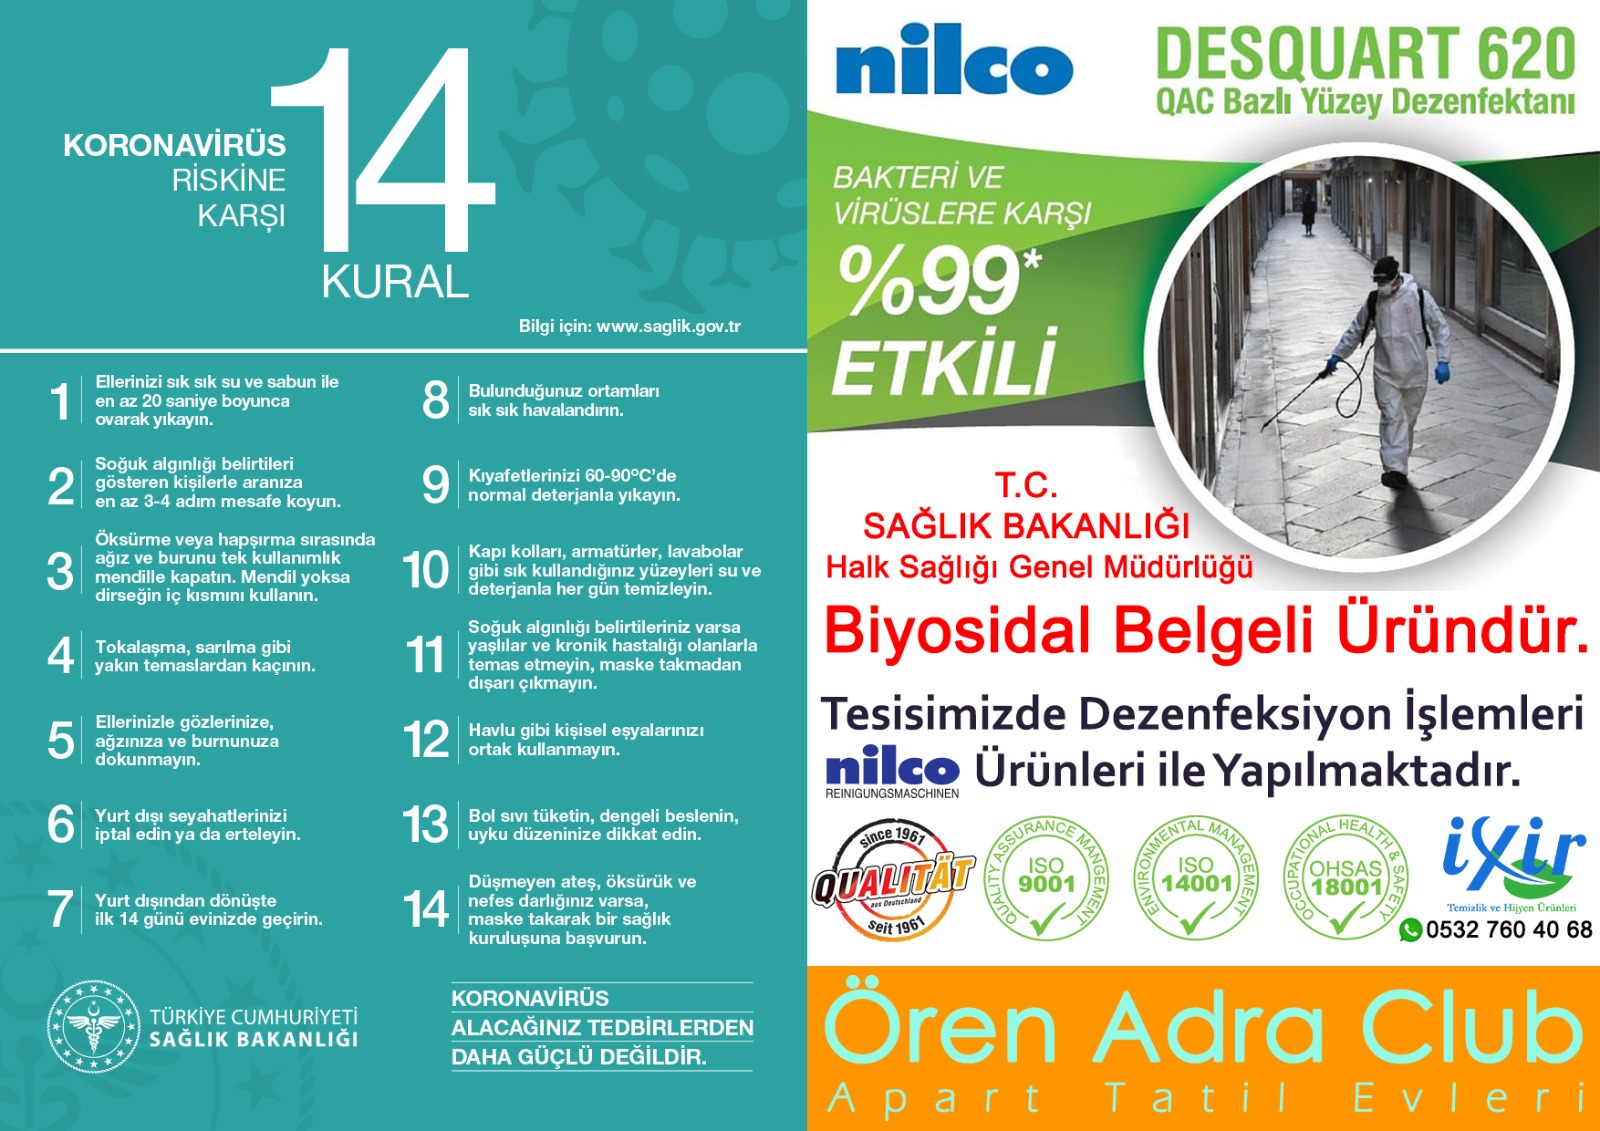 KORONAVİRÜS
RİSKİNE
KARŞI
14
KURAL
Bilgi için: www.saglik.gov.tr
1
Ellerinizi sık sık su ve sabun ile
en az 20 saniye boyunca
ovarak yıkayın.
2
Soğuk algınlığı belirtileri
gösteren kişilerle aranıza
en az 3-4 adım mesafe koyun.
3
Öksürme veya hapşırma sırasında
ağız ve burunu tek kullanımlık
mendille kapatın. Mendil yoksa
dirseğin iç kısmını kullanın.
4
Tokalaşma, sarılma gibi
yakın temaslardan kaçının.
5
Ellerinizle gözlerinize,
ağzınıza ve burnunuza
dokunmayın.
6
Yurt dışı seyahatlerinizi
iptal edin ya da erteleyin.
7
Yurt dışından dönüşte
ilk 14 günü evinizde geçirin.
8
Bulunduğunuz ortamları
sık sık havalandırın.
9
Kıyafetlerinizi 60-90ºC'de
normal deterjanla yıkayın.
10
Kapı kolları, armatürler, lavabolar
gibi sık kullandığınız yüzeyleri su ve
deterjanla her gün temizleyin.
11
Soğuk algınlığı belirtileriniz varsa
yaşlılar ve kronik hastalığı olanlarla
temas etmeyin, maske takmadan
dışarı çıkmayın.
12
Havlu gibi kişisel eşyalarınızı
ortak kullanmayın.
13
Bol sıvı tüketin, dengeli beslenin,
uyku düzeninize dikkat edin.
14
Düşmeyen ateş, öksürük ve
nefes darlığınız varsa,
maske takarak bir sağlık
kuruluşuna başvurun.
TÜRKİYE CUMHURİYETİ
SAĞLIK BAKANLIĞI
KORONAVİRÜS
ALACAĞINIZ TEDBİRLERDEN
DAHA GÜÇLÜ DEĞİLDİR.
nilco
DESQUART 620
QAC Bazlı Yüzey Dezenfektanı
BAKTERİ VE
VİRÜSLERE KARŞI
%99*
ETKİLİ
T.C.
SAĞLIK BAKANLIĞI
Halk Sağlığı Genel Müdürlüğü
Biyosidal Belgeli Üründür.
Tesisimizde Dezenfeksiyon İşlemleri
nilco Ürünleri ile Yapılmaktadır.
REINIGUNGSMASCHINEN
since 1961
QUALITÄT
aus Deutschland
seit 1961
QUALITY ASSURANCE MANGEMENT
ISO
9001
ENVIRONMENTAL MANAGEMENT
ISO
14001
OCCUPATIONAL HEALTH & SAFETY
OHSAS
18001
iXir
Temizlik ve Hijyen Ürünleri
0532 760 40 68
Ören Adra Club
Apart Tatil Evleri